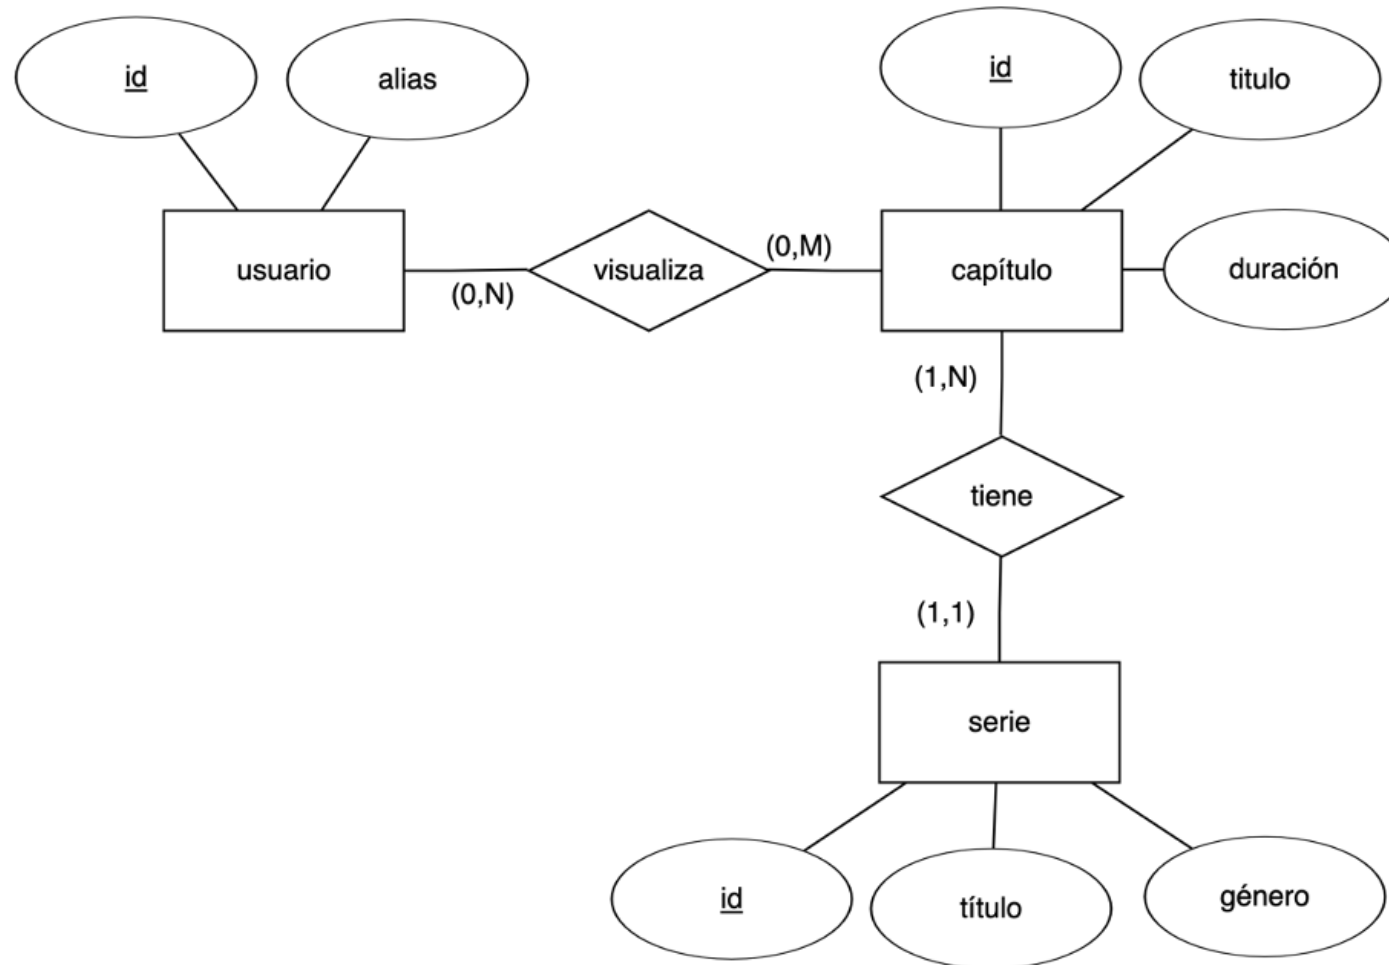 id
alias
id
titulo
usuario
(0,N)
visualiza
(0,M)
capítulo
duración
(1,N)
tiene
(1,1)
serie
id
título
género